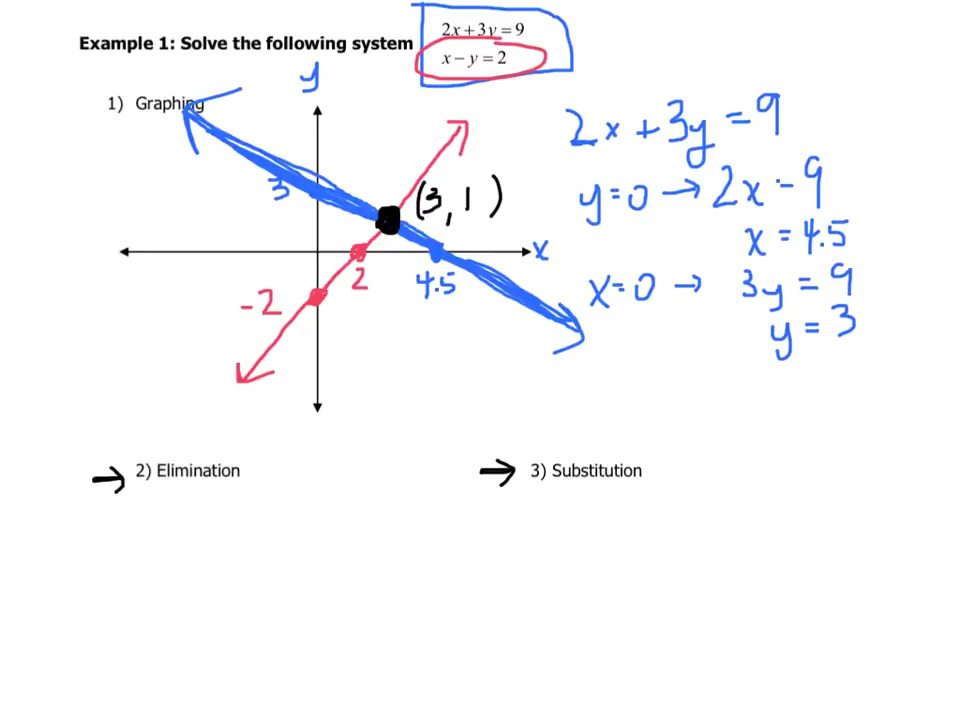 Example 1: Solve the following system
2x + 3y = 9
x − y = 2
1) Graphing
y
3
(3, 1)
x
2
4.5
-2
2x + 3y = 9
y = 0 → 2x = 9
x = 4.5
x = 0 → 3y = 9
y = 3
→ 2) Elimination
→ 3) Substitution